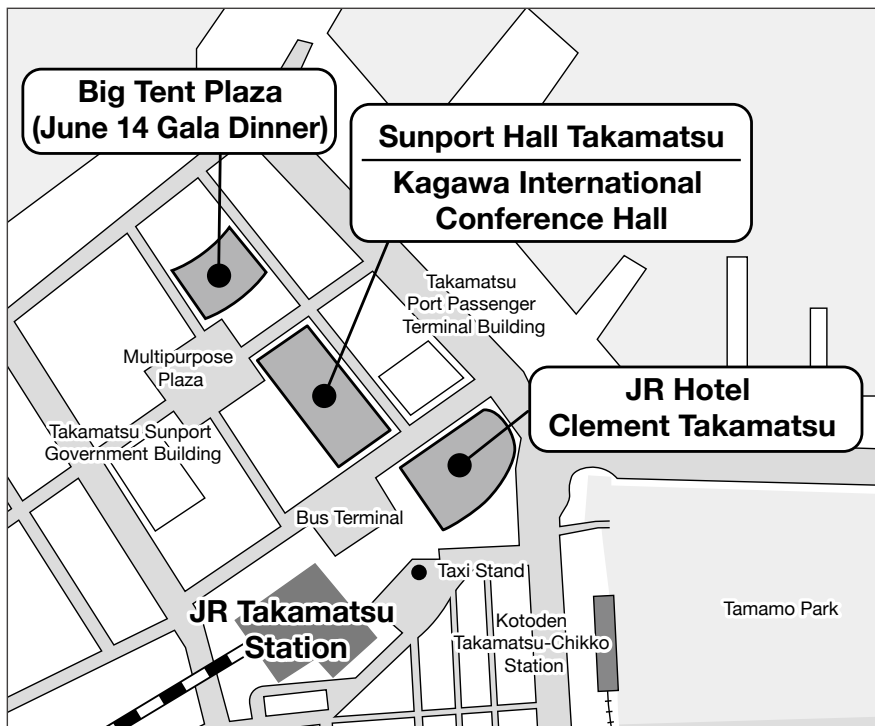 Big Tent Plaza
(June 14 Gala Dinner)
Sunport Hall Takamatsu
Kagawa International
Conference Hall
Takamatsu
Port Passenger
Terminal Building
Multipurpose
Plaza
JR Hotel
Clement Takamatsu
Takamatsu Sunport
Government Building
Bus Terminal
Taxi Stand
JR Takamatsu
Station
Kotoden
Takamatsu-Chikko
Station
Tamamo Park